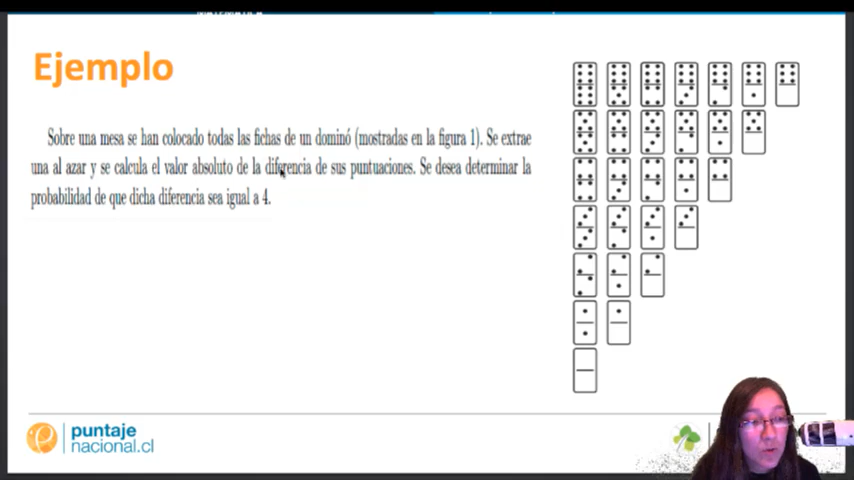 Ejemplo
Sobre una mesa se han colocado todas las fichas de un dominó (mostradas en la figura 1). Se extrae
una al azar y se calcula el valor absoluto de la diferencia de sus puntuaciones. Se desea determinar la
probabilidad de que dicha diferencia sea igual a 4.
puntaje
nacional.cl